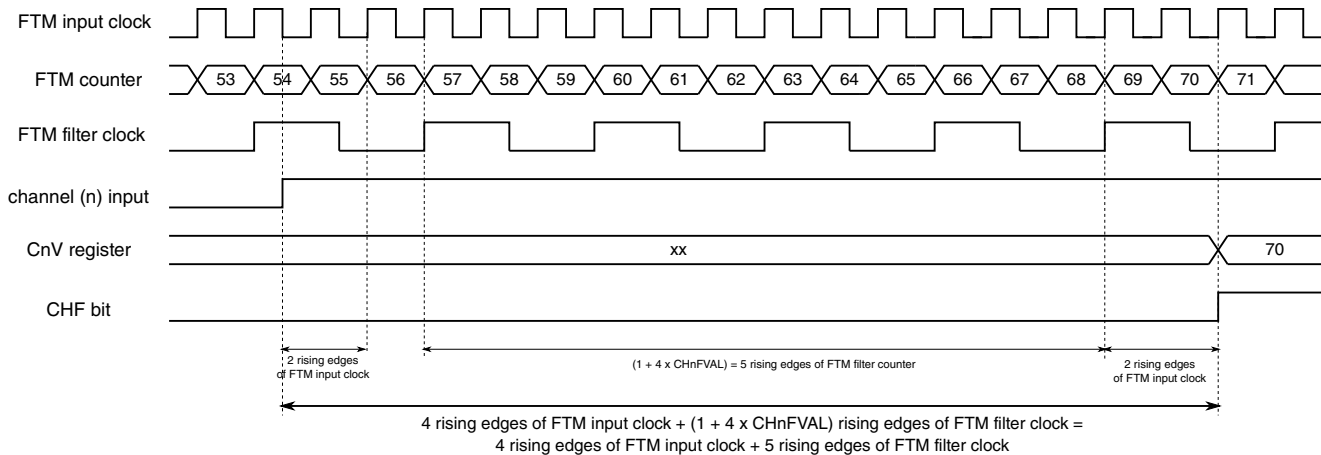 FTM input clock
FTM counter
53 54 55 56 57 58 59 60 61 62 63 64 65 66 67 68 69 70 71
FTM filter clock
channel (n) input
CnV register
xx
70
CHF bit
2 rising edges
of FTM input clock
(1 + 4 x CHnFVAL) = 5 rising edges of FTM filter counter
2 rising edges
of FTM input clock
4 rising edges of FTM input clock + (1 + 4 x CHnFVAL) rising edges of FTM filter clock =
4 rising edges of FTM input clock + 5 rising edges of FTM filter clock